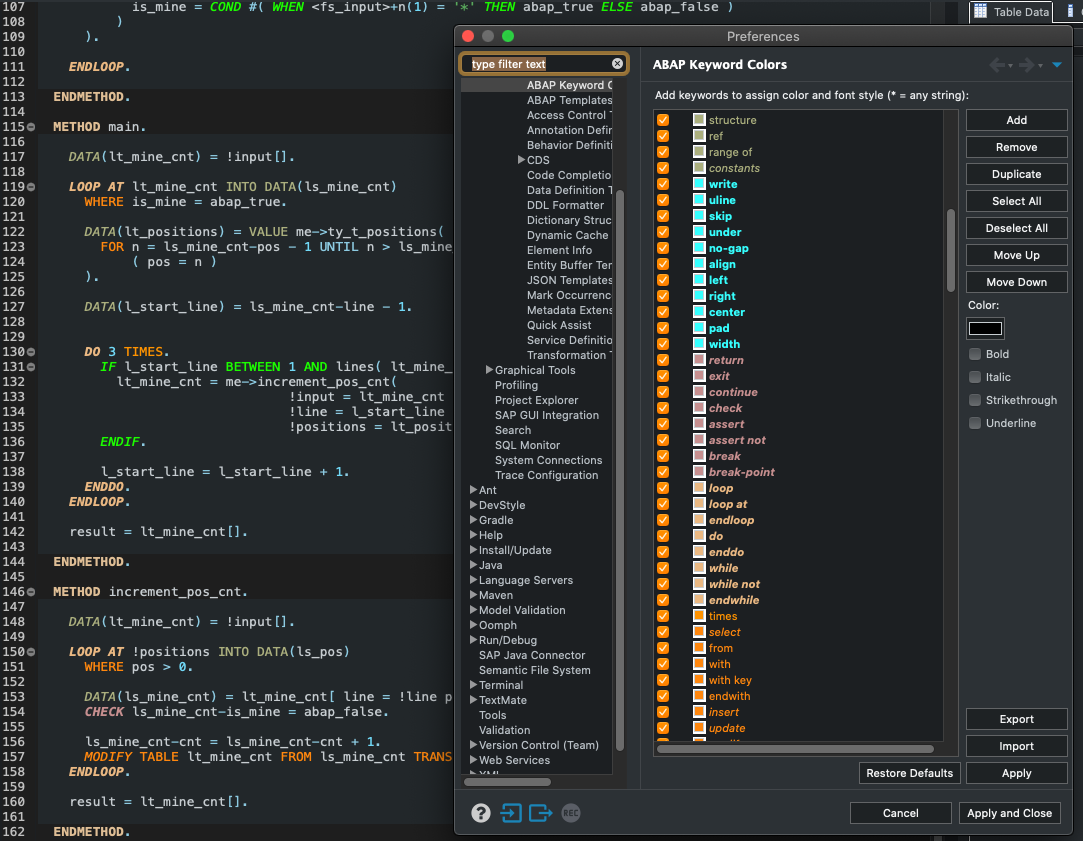 107 is_mine = COND #( WHEN <fs_input>+n(1) = '*' THEN abap_true ELSE abap_false )
108 )
109 ).
110
111 ENDLOOP.
112
113 ENDMETHOD.
114
115 METHOD main.
116
117 DATA(lt_mine_cnt) = !input[].
118
119 LOOP AT lt_mine_cnt INTO DATA(ls_mine_cnt)
120 WHERE is_mine = abap_true.
121
122 DATA(lt_positions) = VALUE me->ty_t_positions(
123 FOR n = ls_mine_cnt-pos - 1 UNTIL n > ls_mine
124 ( pos = n )
125 ).
126
127 DATA(l_start_line) = ls_mine_cnt-line - 1.
128
129
130 DO 3 TIMES.
131 IF l_start_line BETWEEN 1 AND lines( lt_mine_
132 lt_mine_cnt = me->increment_pos_cnt(
133 !input = lt_mine_cnt
134 !line = l_start_line
135 !positions = lt_posit
136 ENDIF.
137
138 l_start_line = l_start_line + 1.
139 ENDDO.
140 ENDLOOP.
141
142 result = lt_mine_cnt[].
143
144 ENDMETHOD.
145
146 METHOD increment_pos_cnt.
147
148 DATA(lt_mine_cnt) = !input[].
149
150 LOOP AT !positions INTO DATA(ls_pos)
151 WHERE pos > 0.
152
153 DATA(ls_mine_cnt) = lt_mine_cnt[ line = !line p
154 CHECK ls_mine_cnt-is_mine = abap_false.
155
156 ls_mine_cnt-cnt = ls_mine_cnt-cnt + 1.
157 MODIFY TABLE lt_mine_cnt FROM ls_mine_cnt TRANS
158 ENDLOOP.
159
160 result = lt_mine_cnt[].
161
162 ENDMETHOD.
Table Data
Preferences
type filter text
ABAP Keyword C
ABAP Templates
Access Control T
Annotation Defin
Behavior Definiti
CDS
Code Completio
Data Definition T
DDL Formatter
Dictionary Struc
Dynamic Cache
Element Info
Entity Buffer Ter
JSON Templates
Mark Occurrenc
Metadata Extens
Quick Assist
Service Definitio
Transformation T
Graphical Tools
Profiling
Project Explorer
SAP GUI Integration
Search
SQL Monitor
System Connections
Trace Configuration
Ant
DevStyle
Gradle
Help
Install/Update
Java
Language Servers
Maven
Model Validation
Oomph
Run/Debug
SAP Java Connector
Semantic File System
Terminal
TextMate
Tools
Validation
Version Control (Team)
Web Services
XML
ABAP Keyword Colors
Add keywords to assign color and font style (* = any string):
structure
ref
range of
constants
write
uline
skip
under
no-gap
align
left
right
center
pad
width
return
exit
continue
check
assert
assert not
break
break-point
loop
loop at
endloop
do
enddo
while
while not
endwhile
times
select
from
with
with key
endwith
insert
update
Add
Remove
Duplicate
Select All
Deselect All
Move Up
Move Down
Color:
Bold
Italic
Strikethrough
Underline
Export
Import
Restore Defaults
Apply
?
REC
Cancel
Apply and Close